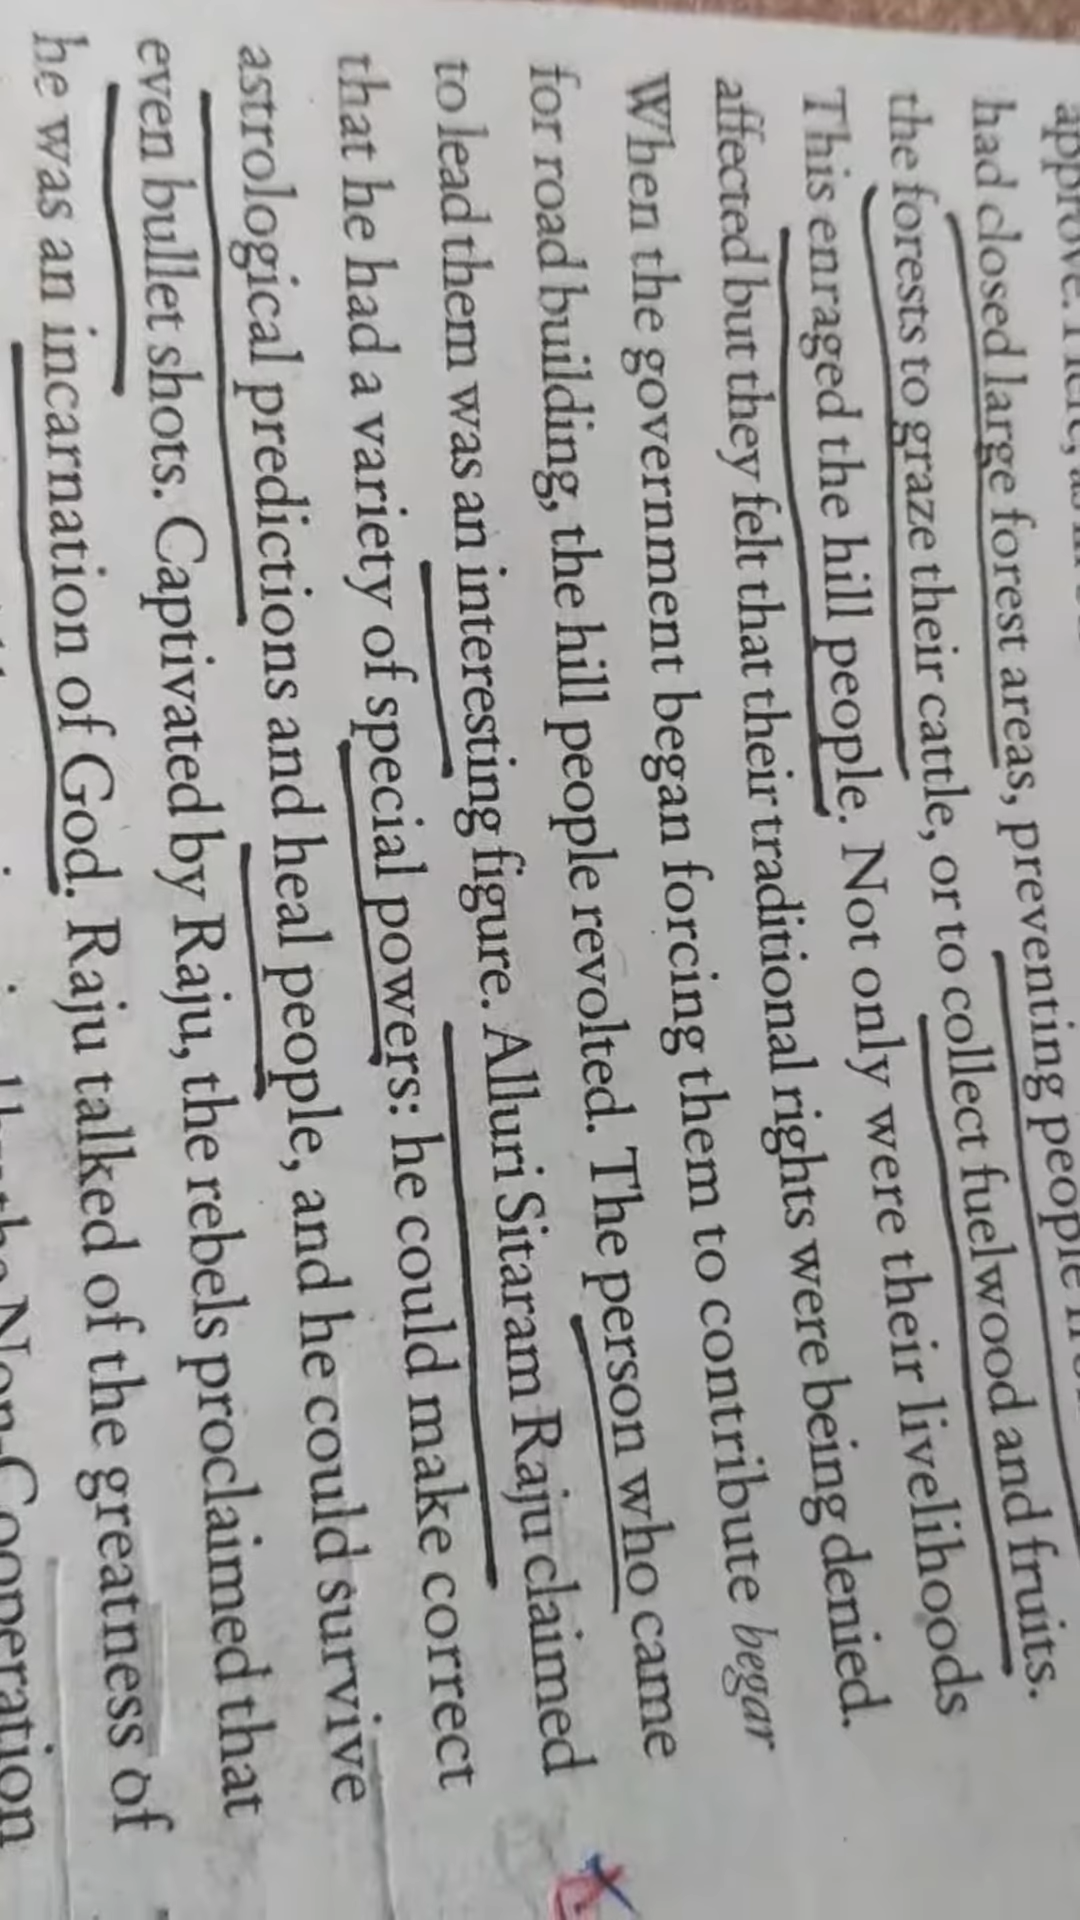 had closed large forest areas, preventing people
the forests to graze their cattle, or to collect fuelwood and fruits.
This enraged the hill people. Not only were their livelihoods
affected but they felt that their traditional rights were being denied.
When the government began forcing them to contribute begar
for road building, the hill people revolted. The person who came
to lead them was an interesting figure. Alluri Sitaram Raju claimed
that he had a variety of special powers: he could make correct
astrological predictions and heal people, and he could survive
even bullet shots. Captivated by Raju, the rebels proclaimed that
he was an incarnation of God. Raju talked of the greatness of
Non-Cooperation